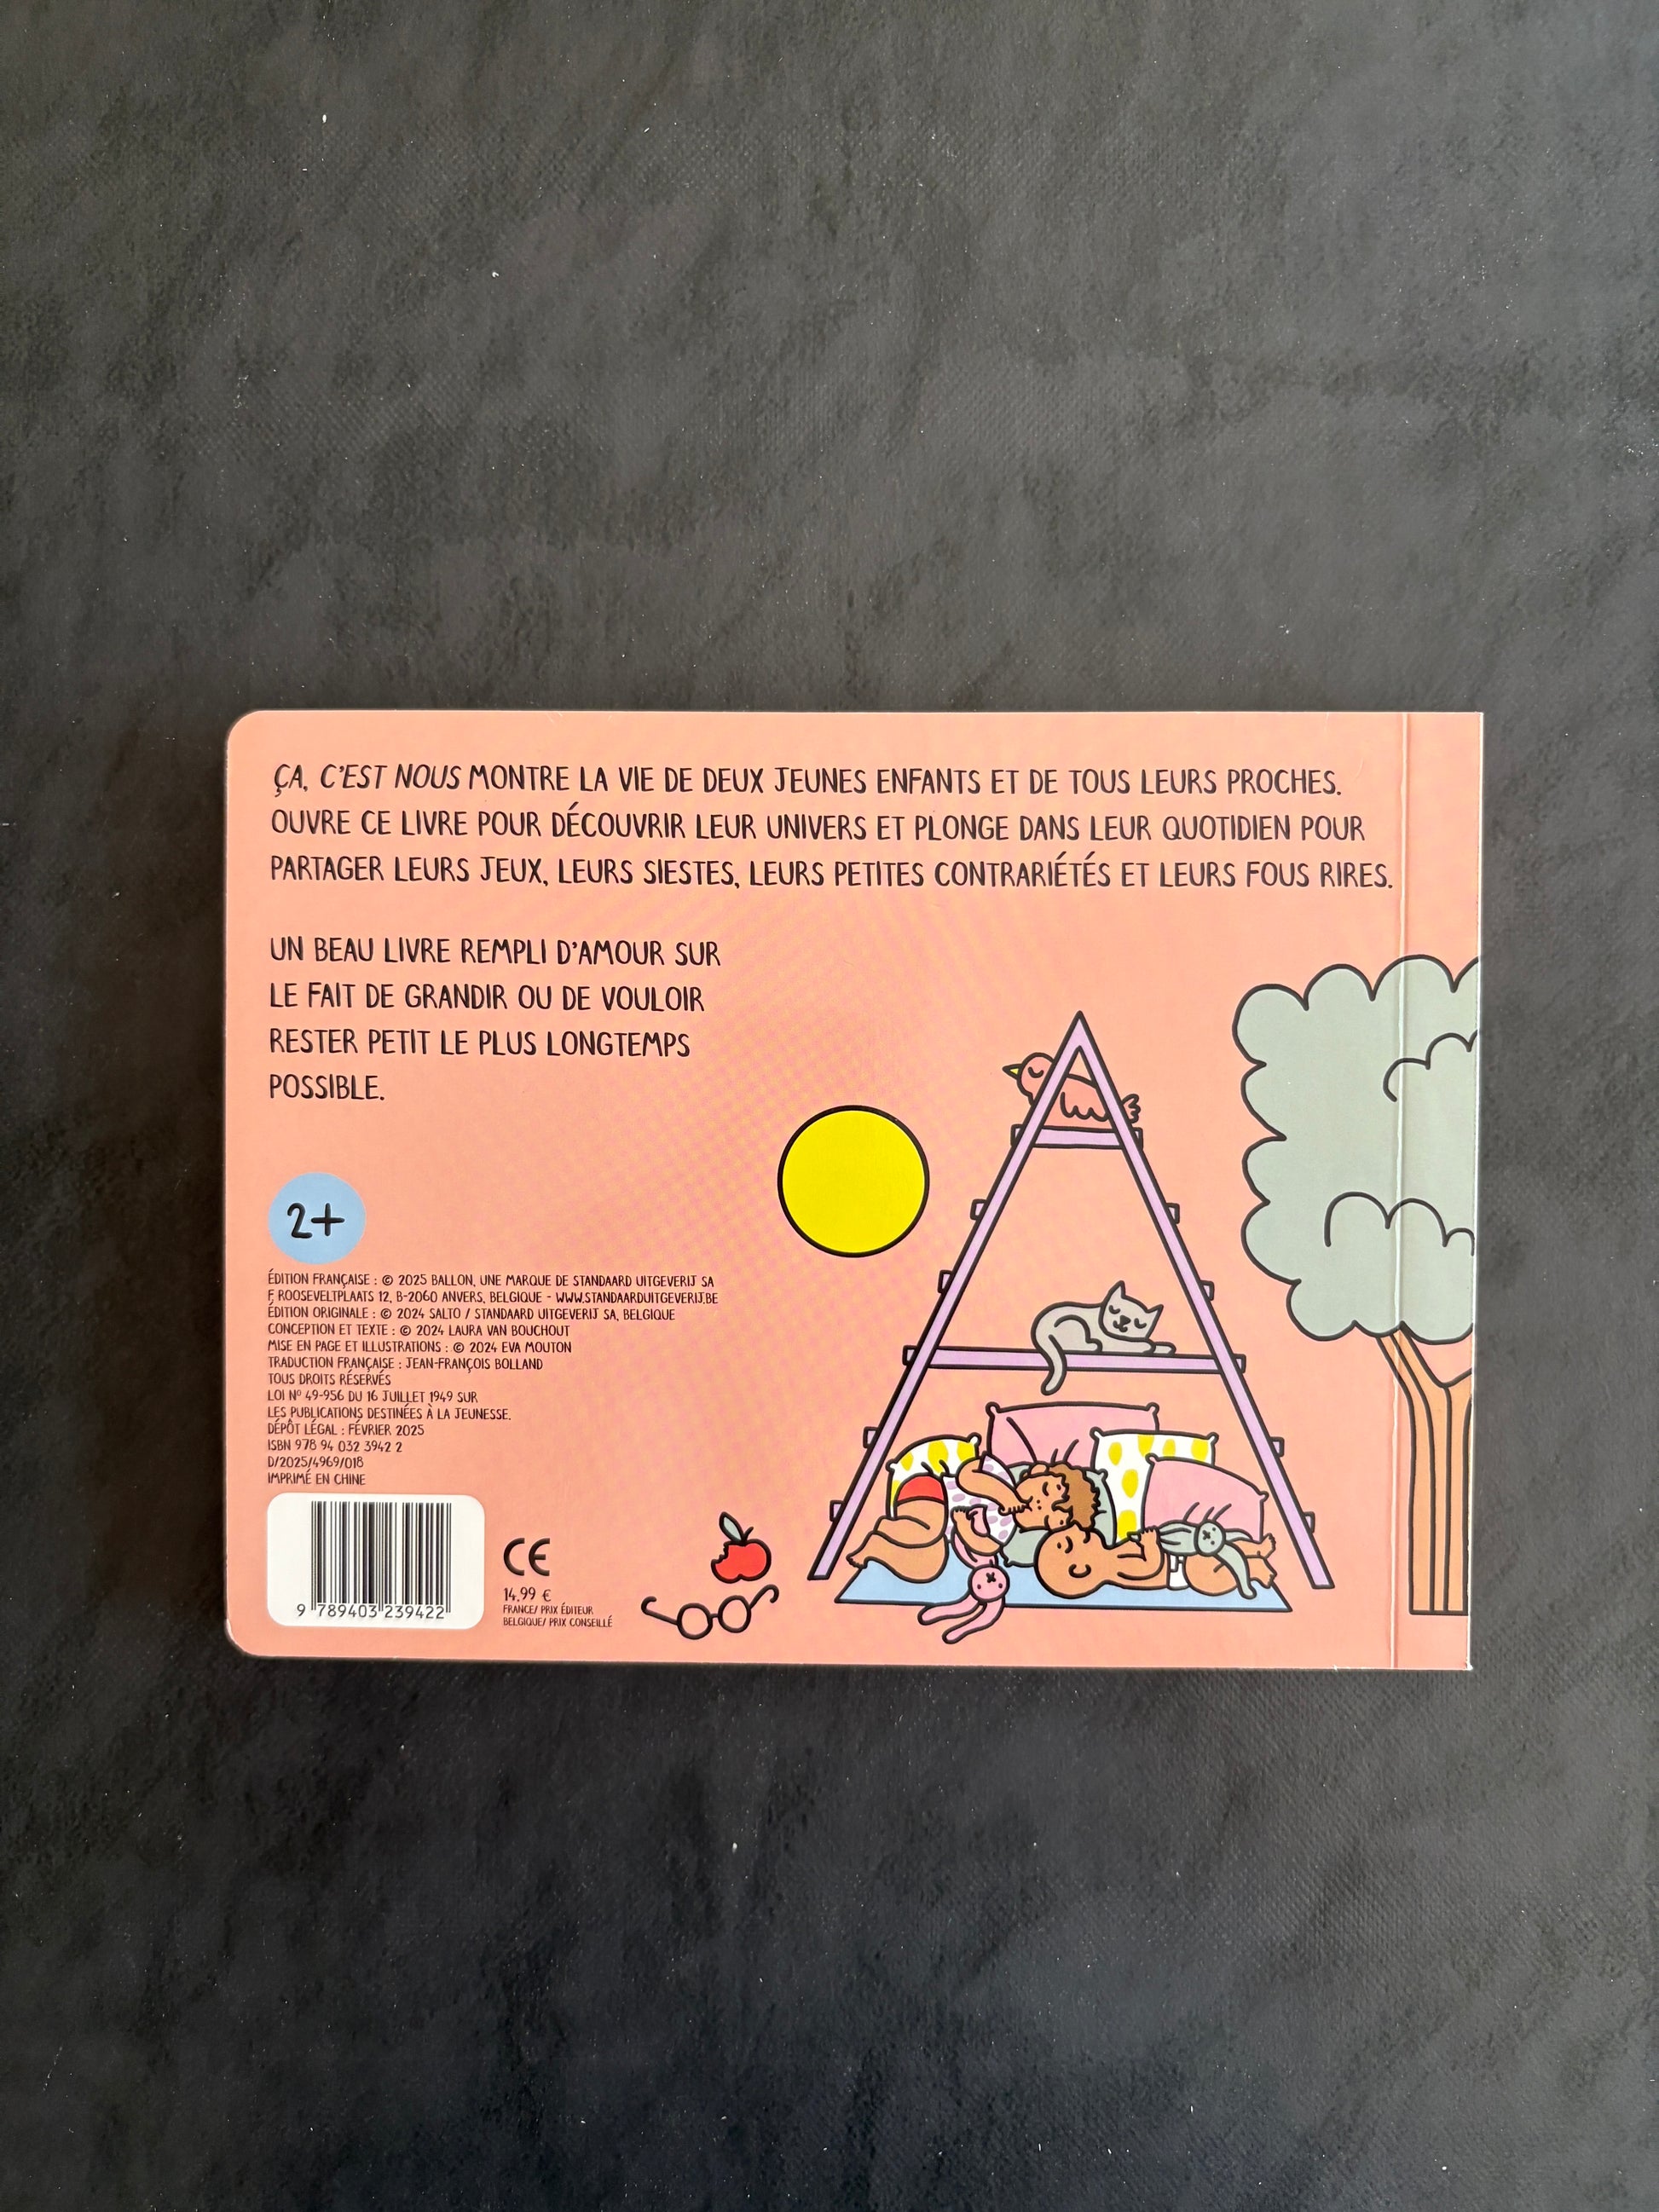 ÇA, C'EST NOUS MONTRE LA VIE DE DEUX JEUNES ENFANTS ET DE TOUS LEURS PROCHES.
OUVRE CE LIVRE POUR DÉCOUVRIR LEUR UNIVERS ET PLONGE DANS LEUR QUOTIDIEN POUR
PARTAGER LEURS JEUX, LEURS SIESTES, LEURS PETITES CONTRARIÉTÉS ET LEURS FOUS RIRES.
UN BEAU LIVRE REMPLI D'AMOUR SUR
LE FAIT DE GRANDIR OU DE VOULOIR
RESTER PETIT LE PLUS LONGTEMPS
POSSIBLE.
2+
ÉDITION FRANÇAISE : © 2025 BALLON, UNE MARQUE DE STANDAARD UITGEVERIJ SA
F. ROOSEVELTPLAATS 12, B-2060 ANVERS, BELGIQUE - WWW.STANDAARDUITGEVERIJ.BE
ÉDITION ORIGINALE : © 2024 SALTO / STANDAARD UITGEVERIJ SA, BELGIQUE
CONCEPTION ET TEXTE : © 2024 LAURA VAN BOUCHOUT
MISE EN PAGE ET ILLUSTRATIONS : © 2024 EVA MOUTON
TRADUCTION FRANÇAISE : JEAN-FRANÇOIS BOLLAND
TOUS DROITS RÉSERVÉS
LOI Nº 49-956 DU 16 JUILLET 1949 SUR
LES PUBLICATIONS DESTINÉES À LA JEUNESSE.
DÉPÔT LÉGAL : FÉVRIER 2025
ISBN 978 94 032 3942 2
D/2025/4969/018
IMPRIMÉ EN CHINE
9 789403 239422
CE
14,99 €
FRANCE/ PRIX ÉDITEUR
BELGIQUE/ PRIX CONSEILLÉ